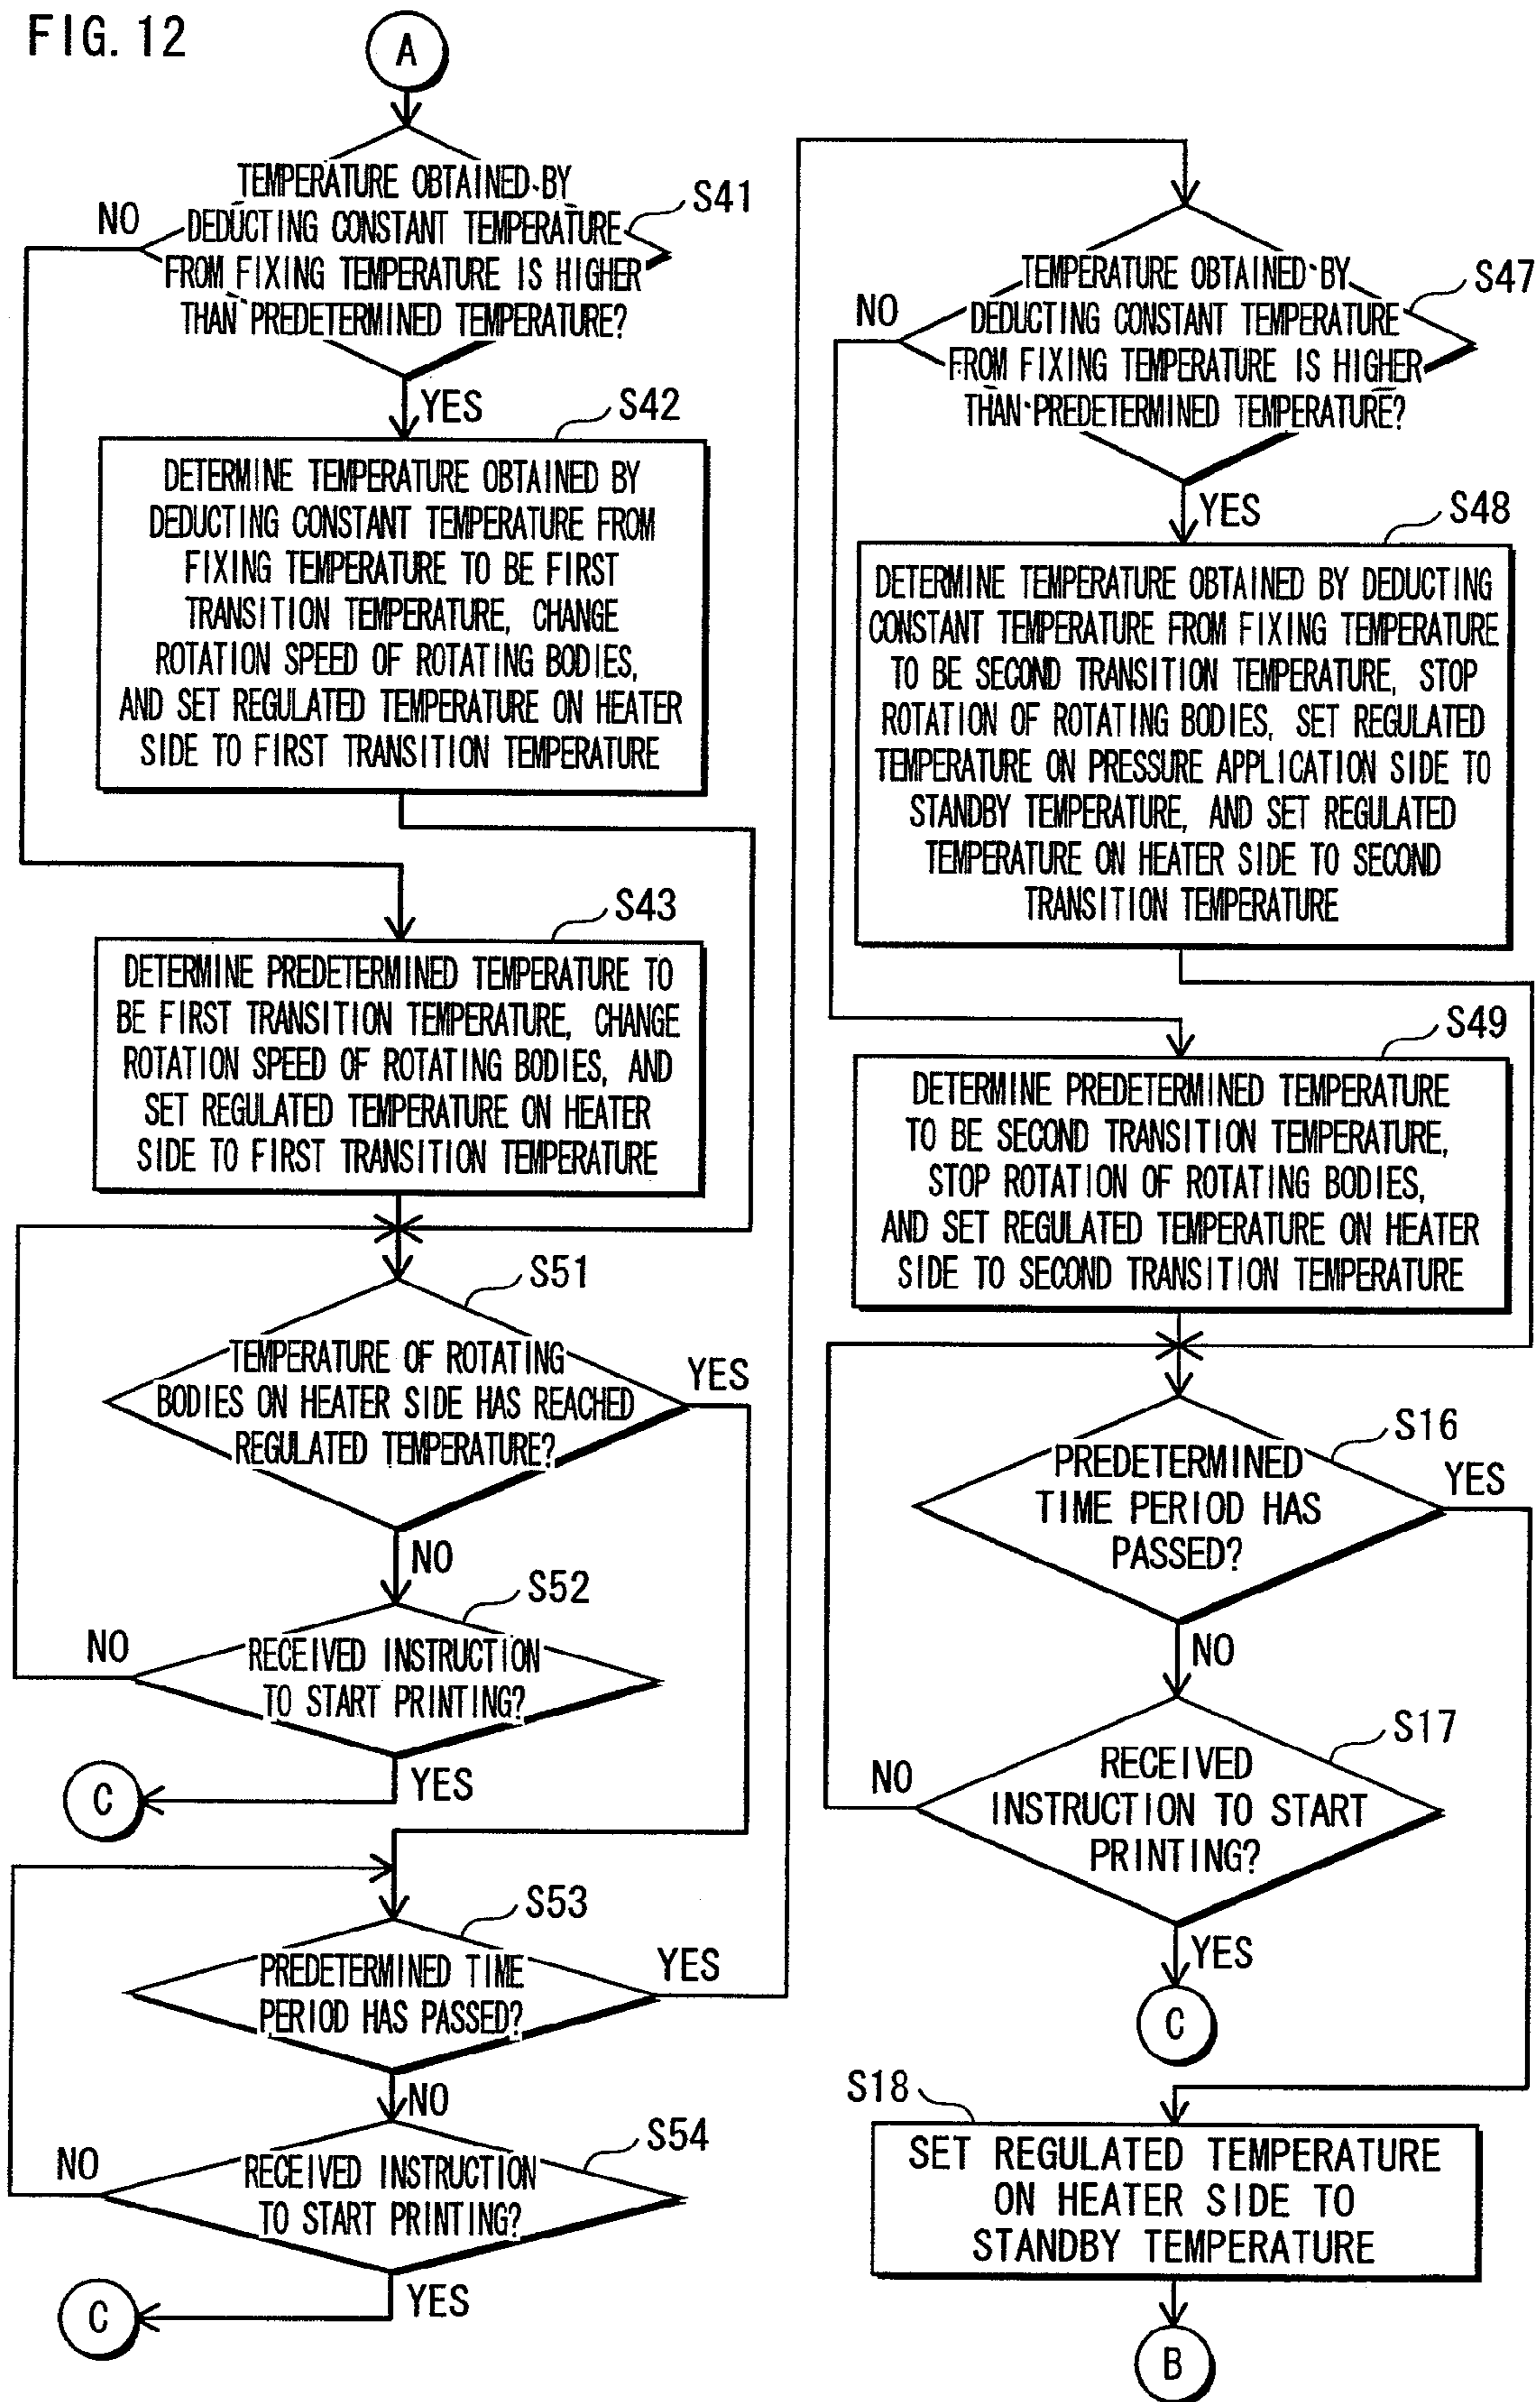 FIG. 12
A
TEMPERATURE OBTAINED BY
DEDUCTING CONSTANT TEMPERATURE
FROM FIXING TEMPERATURE IS HIGHER
THAN PREDETERMINED TEMPERATURE?
S41
NO
YES
S42
DETERMINE TEMPERATURE OBTAINED BY
DEDUCTING CONSTANT TEMPERATURE FROM
FIXING TEMPERATURE TO BE FIRST
TRANSITION TEMPERATURE, CHANGE
ROTATION SPEED OF ROTATING BODIES,
AND SET REGULATED TEMPERATURE ON HEATER
SIDE TO FIRST TRANSITION TEMPERATURE
S43
DETERMINE PREDETERMINED TEMPERATURE TO
BE FIRST TRANSITION TEMPERATURE, CHANGE
ROTATION SPEED OF ROTATING BODIES, AND
SET REGULATED TEMPERATURE ON HEATER
SIDE TO FIRST TRANSITION TEMPERATURE
S51
TEMPERATURE OF ROTATING
BODIES ON HEATER SIDE HAS REACHED
REGULATED TEMPERATURE?
YES
NO
S52
RECEIVED INSTRUCTION
TO START PRINTING?
NO
YES
C
S53
PREDETERMINED TIME
PERIOD HAS PASSED?
YES
NO
S54
RECEIVED INSTRUCTION
TO START PRINTING?
NO
YES
C
TEMPERATURE OBTAINED BY
DEDUCTING CONSTANT TEMPERATURE
FROM FIXING TEMPERATURE IS HIGHER
THAN PREDETERMINED TEMPERATURE?
S47
NO
YES
S48
DETERMINE TEMPERATURE OBTAINED BY DEDUCTING
CONSTANT TEMPERATURE FROM FIXING TEMPERATURE
TO BE SECOND TRANSITION TEMPERATURE, STOP
ROTATION OF ROTATING BODIES, SET REGULATED
TEMPERATURE ON PRESSURE APPLICATION SIDE TO
STANDBY TEMPERATURE, AND SET REGULATED
TEMPERATURE ON HEATER SIDE TO SECOND
TRANSITION TEMPERATURE
S49
DETERMINE PREDETERMINED TEMPERATURE
TO BE SECOND TRANSITION TEMPERATURE,
STOP ROTATION OF ROTATING BODIES,
AND SET REGULATED TEMPERATURE ON HEATER
SIDE TO SECOND TRANSITION TEMPERATURE
S16
PREDETERMINED
TIME PERIOD HAS
PASSED?
YES
NO
S17
RECEIVED
INSTRUCTION TO START
PRINTING?
NO
YES
C
S18
SET REGULATED TEMPERATURE
ON HEATER SIDE TO
STANDBY TEMPERATURE
B